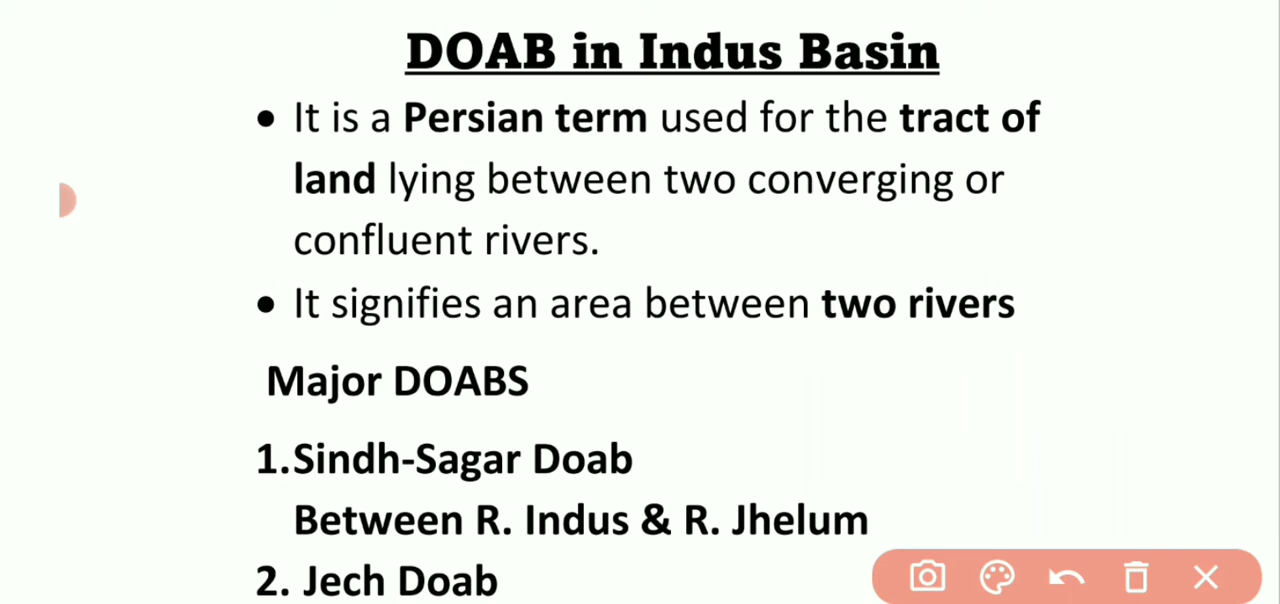 DOAB in Indus Basin
• It is a Persian term used for the tract of
land lying between two converging or
confluent rivers.
• It signifies an area between two rivers
Major DOABS
1.Sindh-Sagar Doab
Between R. Indus & R. Jhelum
2. Jech Doab